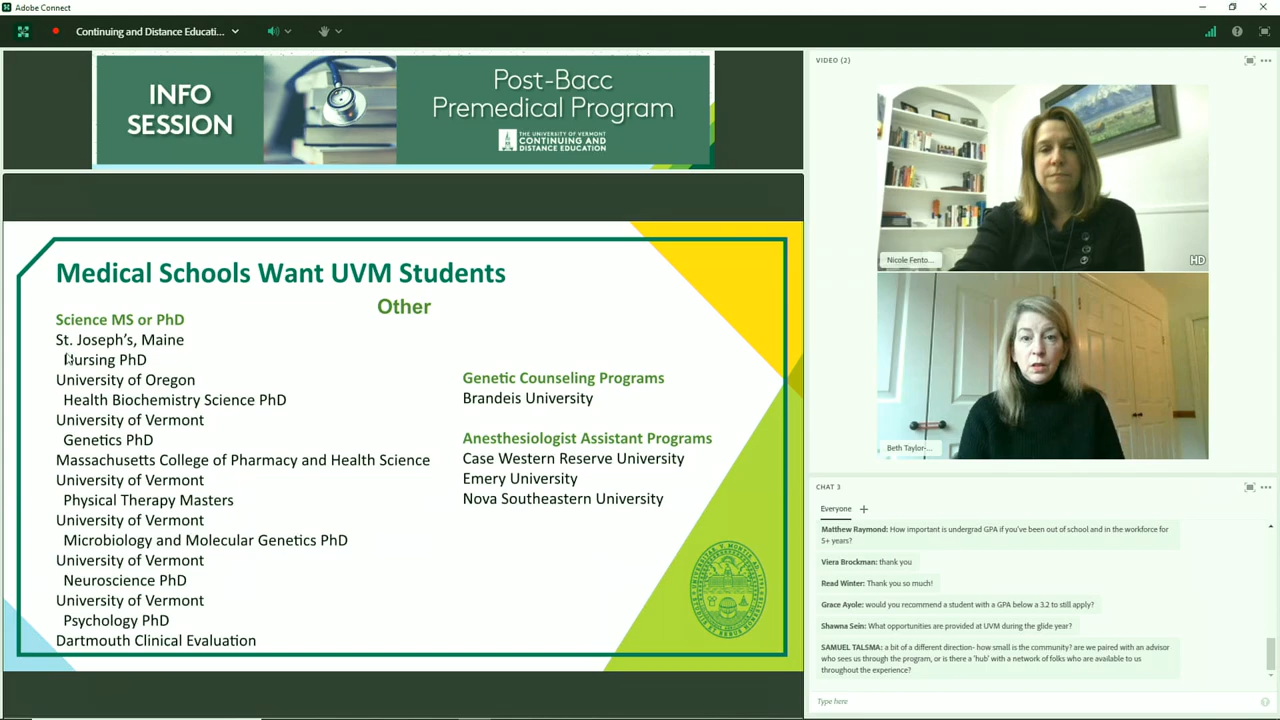 Adobe Connect
Continuing and Distance Educati...
INFO
SESSION
Post-Bacc
Premedical Program
THE UNIVERSITY OF VERMONT
CONTINUING AND
DISTANCE EDUCATION
Medical Schools Want UVM Students
Other
Science MS or PhD
St. Joseph's, Maine
Nursing PhD
University of Oregon
Health Biochemistry Science PhD
University of Vermont
Genetics PhD
Massachusetts College of Pharmacy and Health Science
University of Vermont
Physical Therapy Masters
University of Vermont
Microbiology and Molecular Genetics PhD
University of Vermont
Neuroscience PhD
University of Vermont
Psychology PhD
Dartmouth Clinical Evaluation
Genetic Counseling Programs
Brandeis University
Anesthesiologist Assistant Programs
Case Western Reserve University
Emery University
Nova Southeastern University
VIDEO (2)
Nicole Fento...
HD
Beth Taylor-...
CHAT 3
Everyone
Matthew Raymond: How important is undergrad GPA if you've been out of school and in the workforce for
5+ years?
Viera Brockman: thank you
Read Winter: Thank you so much!
Grace Ayole: would you recommend a student with a GPA below a 3.2 to still apply?
Shawna Sein: What opportunities are provided at UVM during the glide year?
SAMUEL TALSMA: a bit of a different direction- how small is the community? are we paired with an advisor
who sees us through the program, or is there a 'hub' with a network of folks who are available to us
throughout the experience?
Type here